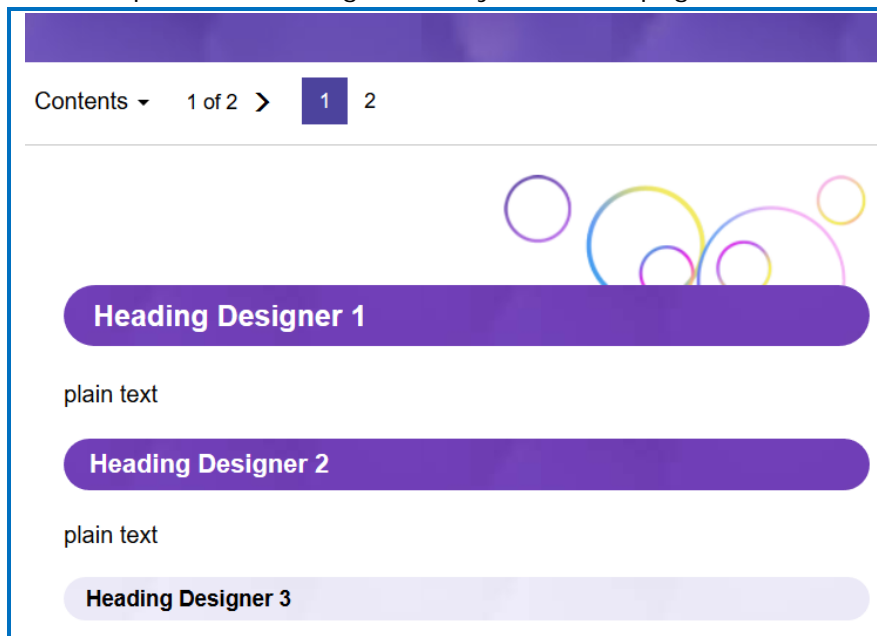 Contents
1 of 2 1 2
Heading Designer 1
plain text
Heading Designer 2
plain text
Heading Designer 3